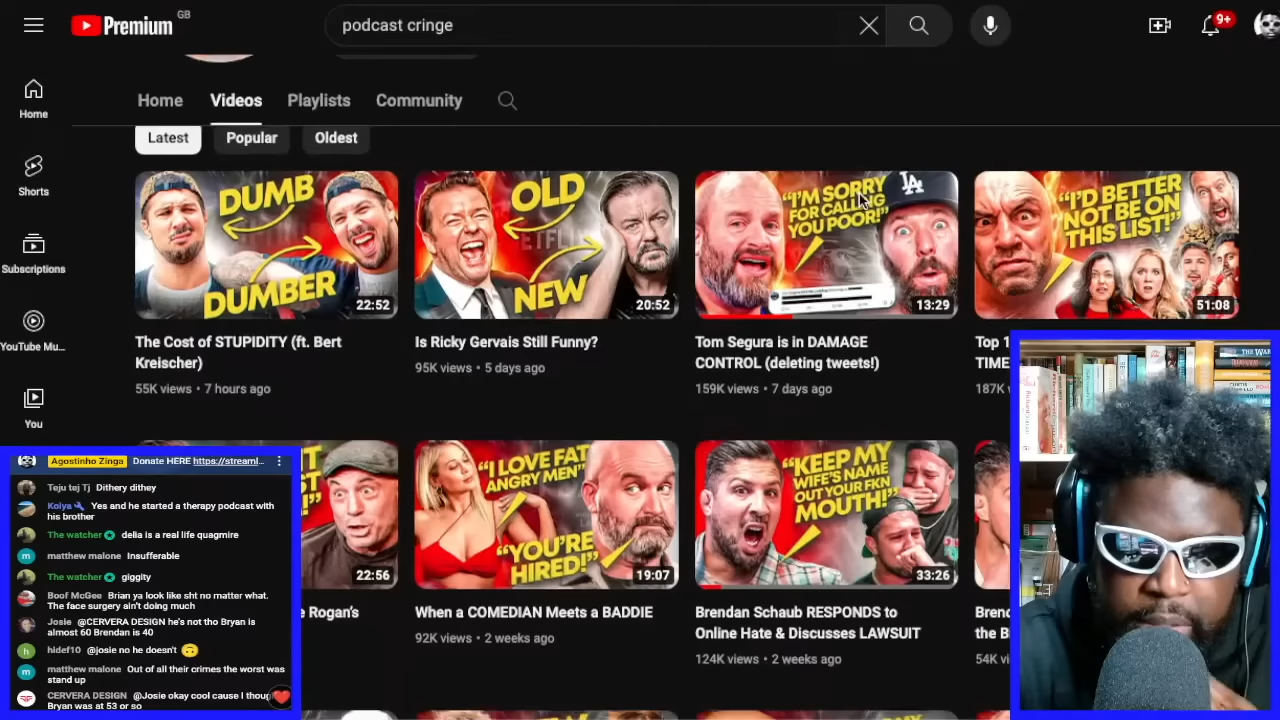 Premium GB
podcast cringe
9+
Home
Videos
Playlists
Community
Home
Shorts
Subscriptions
YouTube Mu...
You
Latest
Popular
Oldest
DUMB
DUMBER
22:52
OLD
NEW
20:52
"I'M SORRY
FOR CALLING
YOU POOR!"
LA
13:29
"I'D BETTER
NOT BE ON
THIS LIST!"
51:08
The Cost of STUPIDITY (ft. Bert
Kreischer)
55K views • 7 hours ago
Is Ricky Gervais Still Funny?
95K views • 5 days ago
Tom Segura is in DAMAGE
CONTROL (deleting tweets!)
159K views • 7 days ago
Top 1
TIME
187K
22:56
"I LOVE FAT
ANGRY MEN"
"YOU'RE
HIRED!"
19:07
"KEEP MY
WIFE'S NAME
OUT YOUR FKN
MOUTH!"
33:26
e Rogan's
When a COMEDIAN Meets a BADDIE
92K views • 2 weeks ago
Brendan Schaub RESPONDS to
Online Hate & Discusses LAWSUIT
124K views • 2 weeks ago
Bren
the B
54K vi
Agostinho Zinga Donate HERE https://streaml...
Teju tej Tj Dithery dithey
Koiya Yes and he started a therapy podcast with
his brother
The watcher delia is a real life quagmire
matthew malone Insufferable
The watcher giggity
Boof McGee Brian ya look like sht no matter what.
The face surgery ain't doing much
Josie @CERVERA DESIGN he's not tho Bryan is
almost 60 Brendan is 40
hidef10 @josie no he doesn't 🙃
matthew malone Out of all their crimes the worst was
stand up
CERVERA DESIGN @Josie okay cool cause I thoug
Bryan was at 53 or so
THE WAR